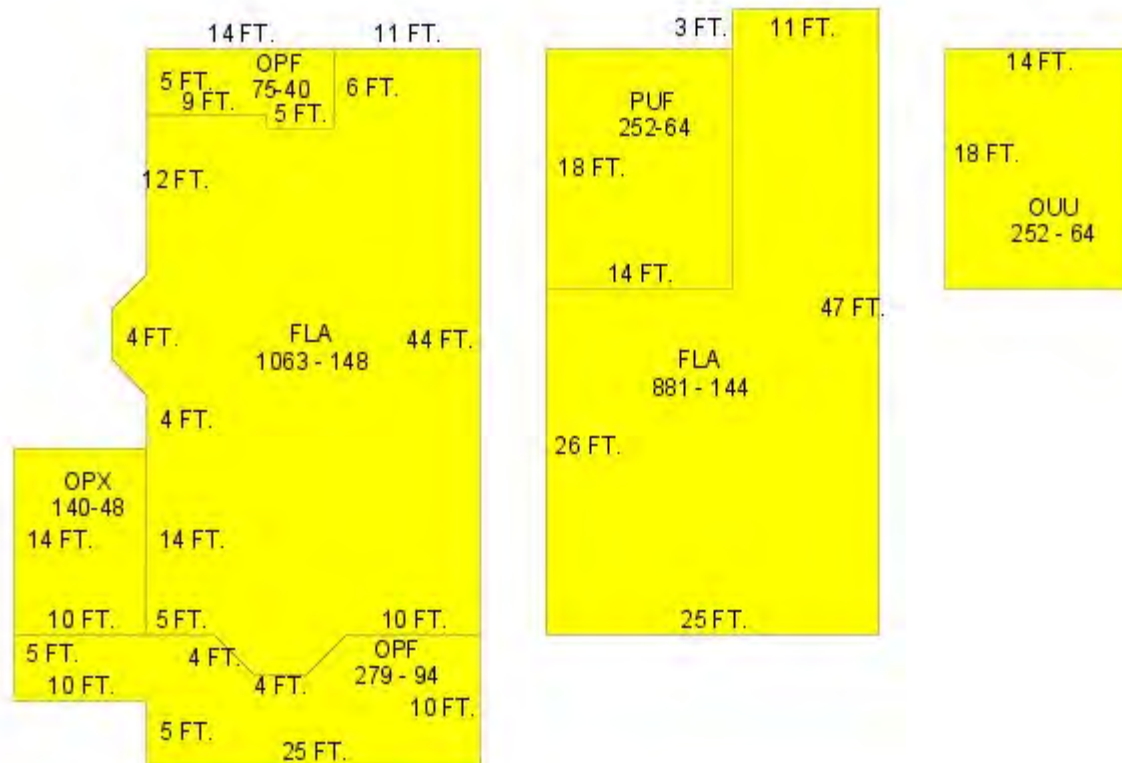 14 FT.
11 FT.
OPF
75-40
5 FT.
9 FT.
5 FT.
6 FT.
12 FT.
4 FT.
FLA
1063 - 148
44 FT.
4 FT.
OPX
140-48
14 FT.
14 FT.
10 FT.
5 FT.
10 FT.
5 FT.
4 FT.
OPF
279 - 94
10 FT.
4 FT.
10 FT.
5 FT.
25 FT.
3 FT.
11 FT.
PUF
252-64
18 FT.
14 FT.
47 FT.
FLA
881 - 144
26 FT.
25 FT.
14 FT.
18 FT.
OUU
252 - 64